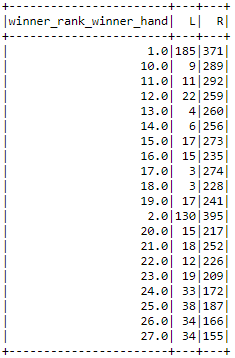 +------------------------+---+---+
|winner_rank_winner_hand| L| R|
+------------------------+---+---+
| 1.0|185|371|
| 10.0| 9|289|
| 11.0| 11|292|
| 12.0| 22|259|
| 13.0| 4|260|
| 14.0| 6|256|
| 15.0| 17|273|
| 16.0| 15|235|
| 17.0| 3|274|
| 18.0| 3|228|
| 19.0| 17|241|
| 2.0|130|395|
| 20.0| 15|217|
| 21.0| 18|252|
| 22.0| 12|226|
| 23.0| 19|209|
| 24.0| 33|172|
| 25.0| 38|187|
| 26.0| 34|166|
| 27.0| 34|155|
+------------------------+---+---+